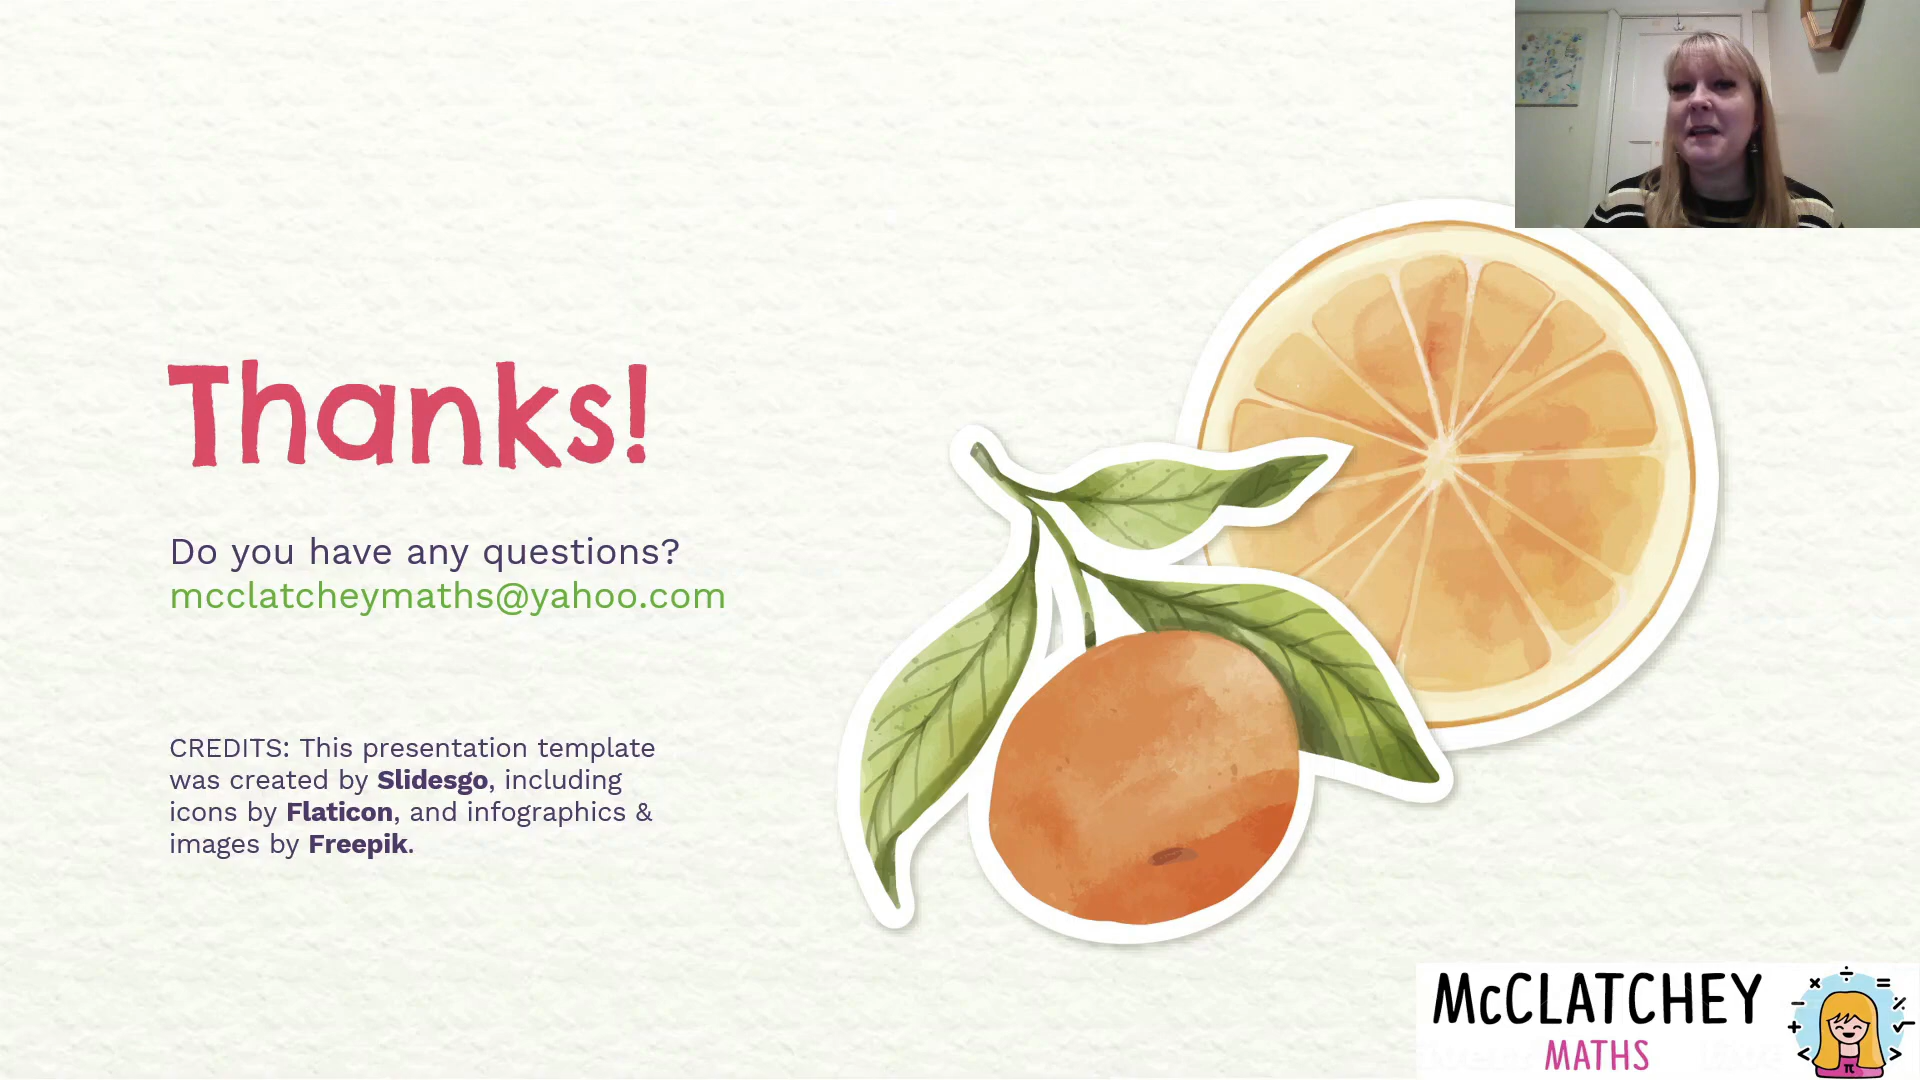 Thanks!
Do you have any questions?
mcclatcheymaths@yahoo.com
CREDITS: This presentation template
was created by Slidesgo, including
icons by Flaticon, and infographics &
images by Freepik.
McCLATCHEY
MATHS
π